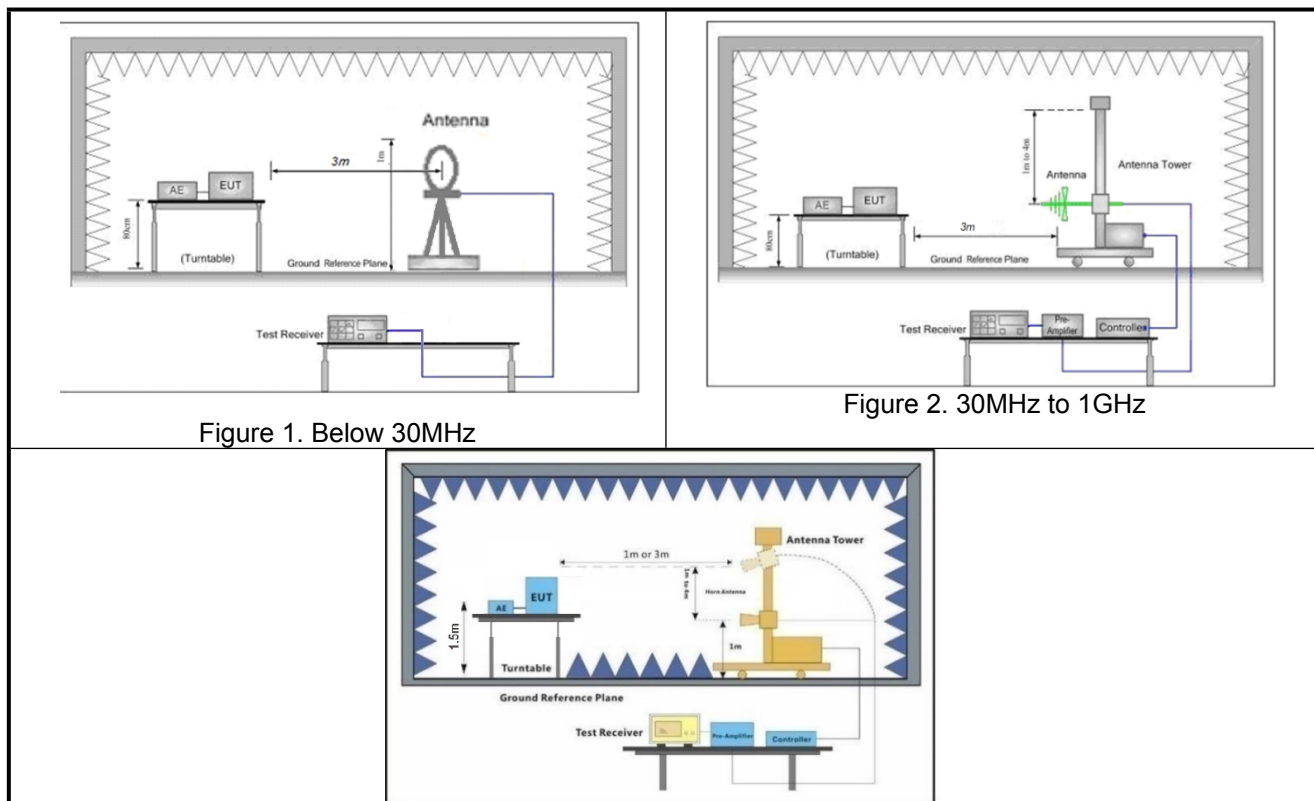 Antenna
3m
1m
AE
EUT
80cm
(Turntable)
Ground Reference Plane
Test Receiver
Figure 1. Below 30MHz
1m to 4m
Antenna
Antenna Tower
AE
EUT
3m
80cm
(Turntable)
Ground Reference Plane
Test Receiver
Pre-
Amplifier
Controller
Figure 2. 30MHz to 1GHz
Antenna Tower
1m or 3m
1m to 4m
Horn Antenna
EUT
AE
1.5m
1m
Turntable
Ground Reference Plane
Test Receiver
Pre-Amplifier
Controller